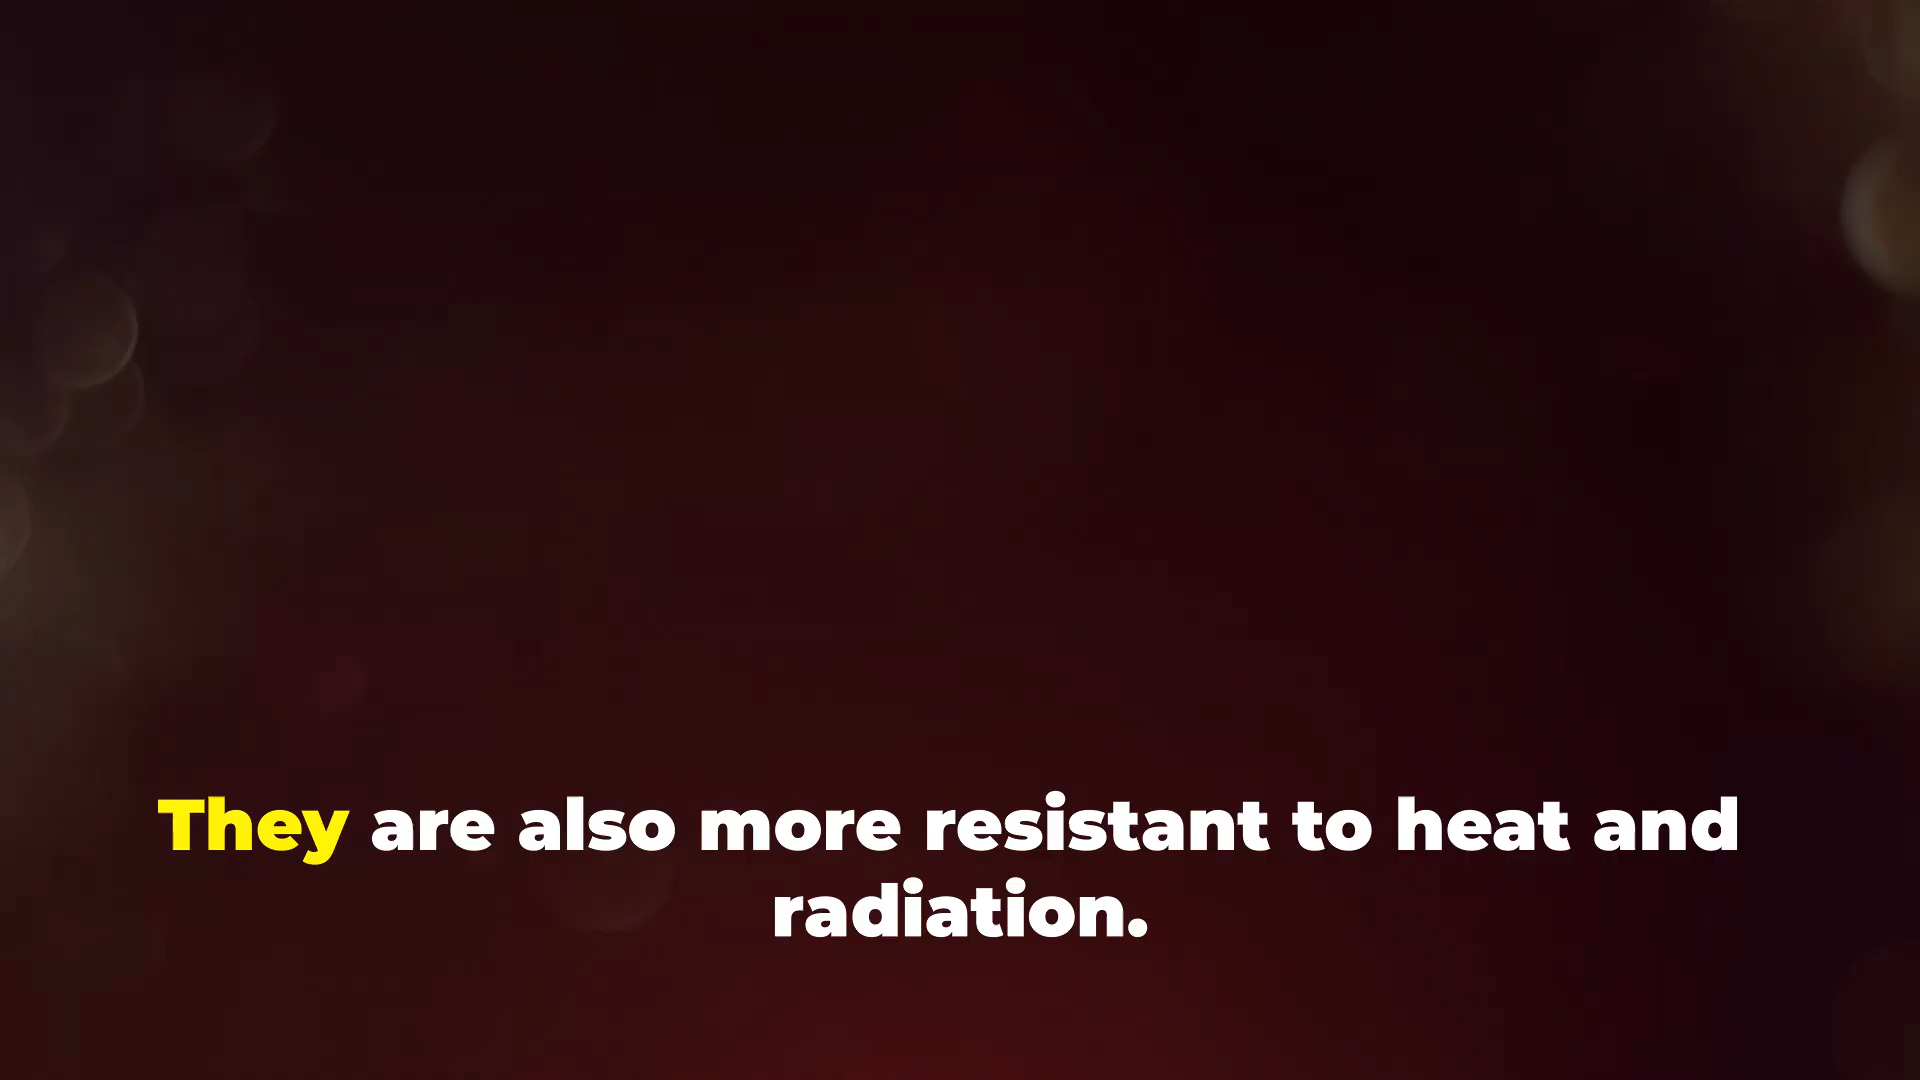 They are also more resistant to heat and
radiation.